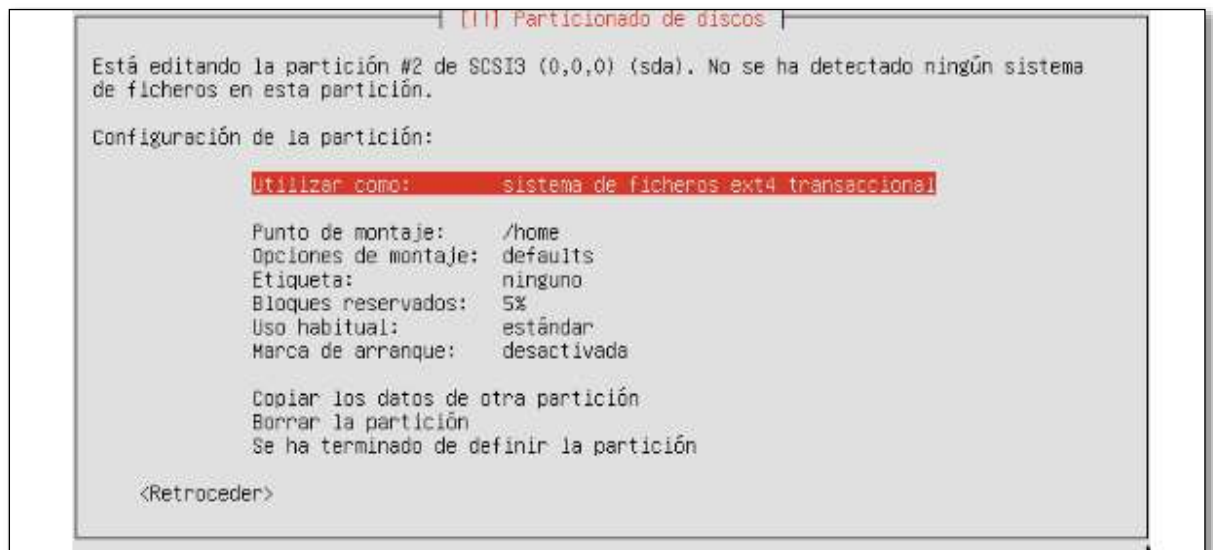 [!!] Particionado de discos
Está editando la partición #2 de SCSI3 (0,0,0) (sda). No se ha detectado ningún sistema
de ficheros en esta partición.
Configuración de la partición:
Utilizar como: sistema de ficheros ext4 transaccional
Punto de montaje: /home
Opciones de montaje: defaults
Etiqueta: ninguno
Bloques reservados: 5%
Uso habitual: estándar
Marca de arranque: desactivada
Copiar los datos de otra partición
Borrar la partición
Se ha terminado de definir la partición
<Retroceder>